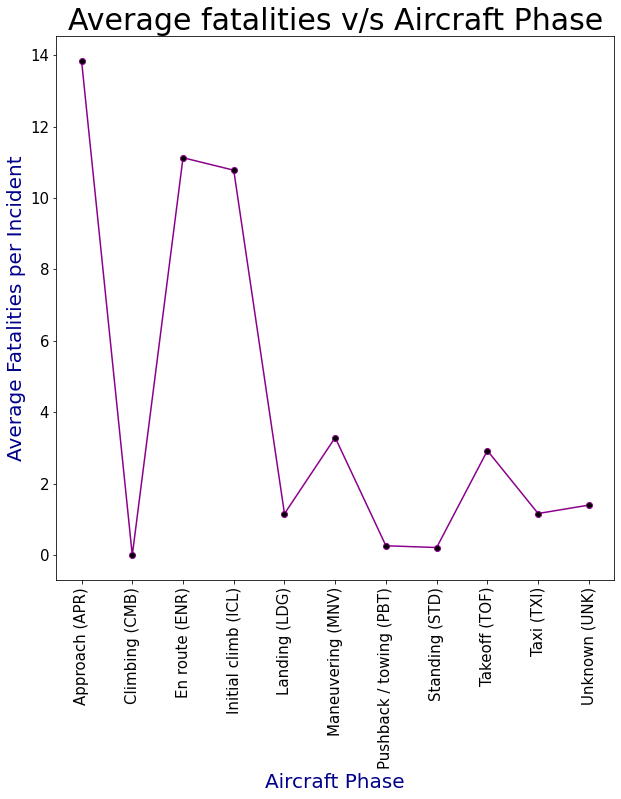 Average fatalities v/s Aircraft Phase
Average Fatalities per Incident
14
12
10
8
6
4
2
0
Approach (APR)
Climbing (CMB)
En route (ENR)
Initial climb (ICL)
Landing (LDG)
Maneuvering (MNV)
Pushback / towing (PBT)
Standing (STD)
Takeoff (TOF)
Taxi (TXI)
Unknown (UNK)
Aircraft Phase